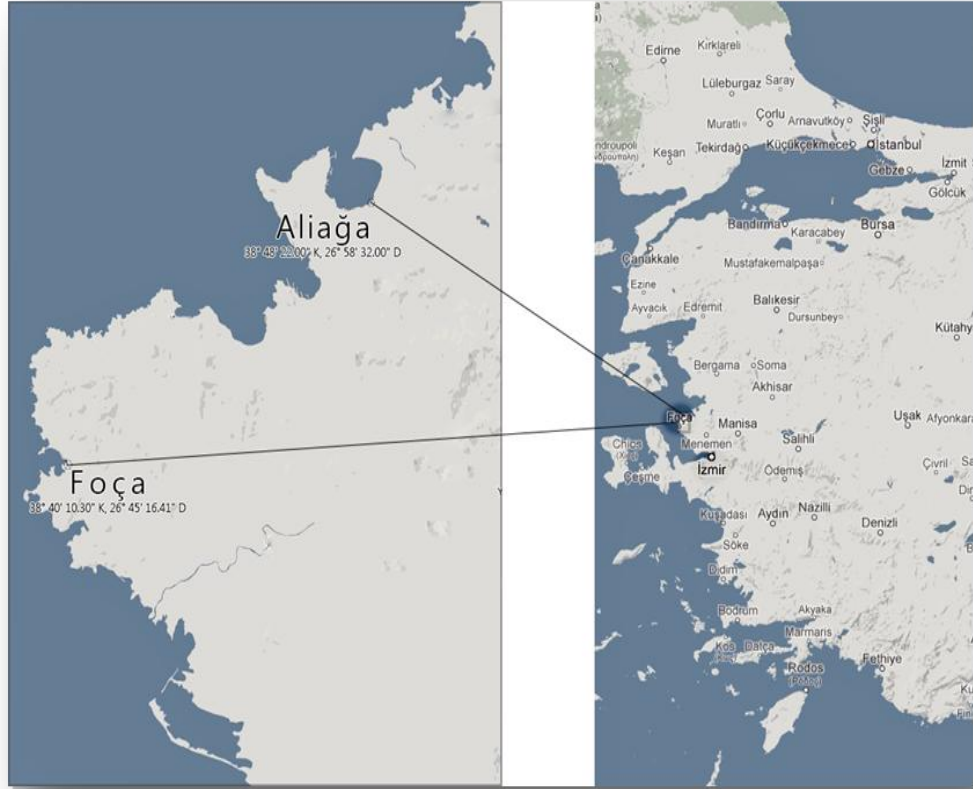 Aliağa
38° 48' 22.00" K, 26° 58' 32.00" D
Foça
38° 40' 10.30" K, 26° 45' 16.41" D
Edirne
Kırklareli
Lüleburgaz
Saray
Çorlu
Muratlı
Arnavutköy
Şişli
Keşan
Tekirdağ
Küçükçekmece
İstanbul
Gebze
İzmit
Gölcük
Bandırma
Karacabey
Bursa
Çanakkale
Mustafakemalpaşa
Ezine
Ayvacık
Edremit
Balıkesir
Dursunbey
Kütahy
Bergama
Soma
Akhisar
Foça
Manisa
Uşak
Afyonkara
Menemen
Salihli
İzmir
Çeşme
Ödemiş
Çivril
Kuşadası
Aydın
Nazilli
Denizli
Söke
Didim
Bodrum
Akyaka
Marmaris
Kos
Datça
Rodos
(Ρόδος)
Fethiye